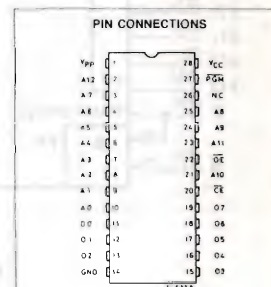 PIN CONNECTIONS
VPP 1 28 VCC
A12 2 27 PGM
A7 3 26 NC
A6 4 25 A8
A5 5 24 A9
A4 6 23 A11
A3 7 22 OE
A2 8 21 A10
A1 9 20 CE
A0 10 19 O7
O0 11 18 O6
O1 12 17 O5
O2 13 16 O4
GND 14 15 O3